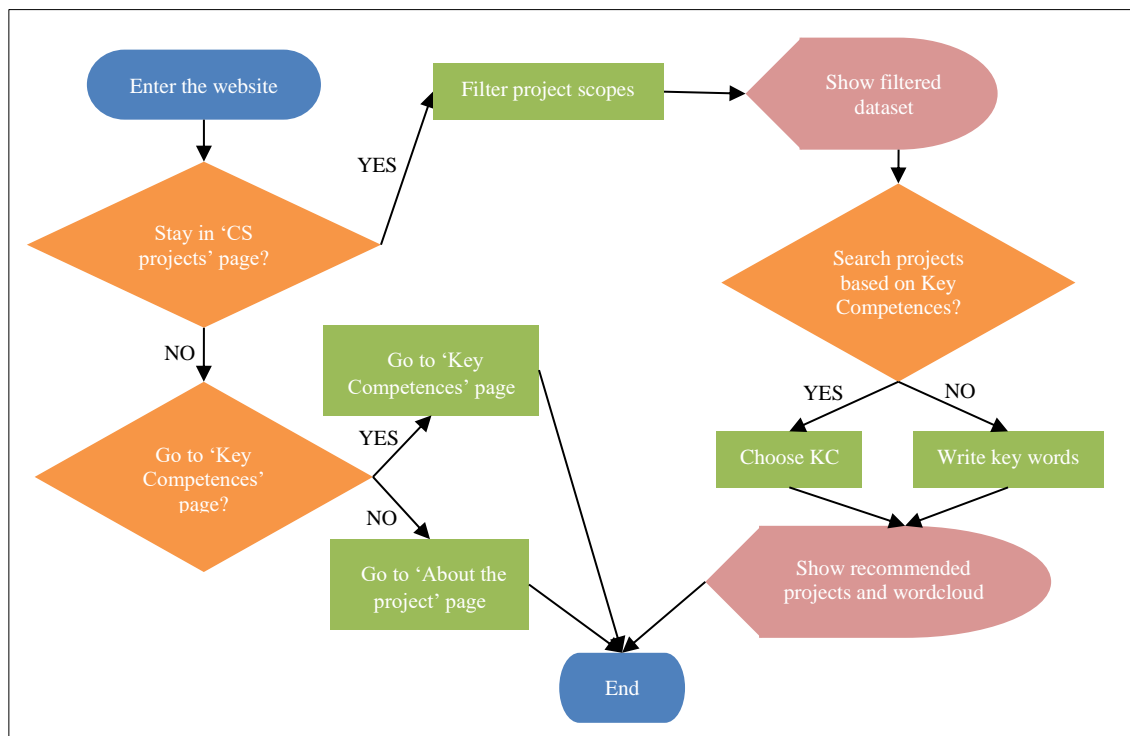 Enter the website
Filter project scopes
Show filtered
dataset
YES
Stay in ‘CS
projects’ page?
Search projects
based on Key
Competences?
NO
Go to ‘Key
Competences’ page
YES
NO
YES
Go to ‘Key
Competences’
page?
Choose KC
Write key words
NO
Go to ‘About the
project’ page
Show recommended
projects and wordcloud
End